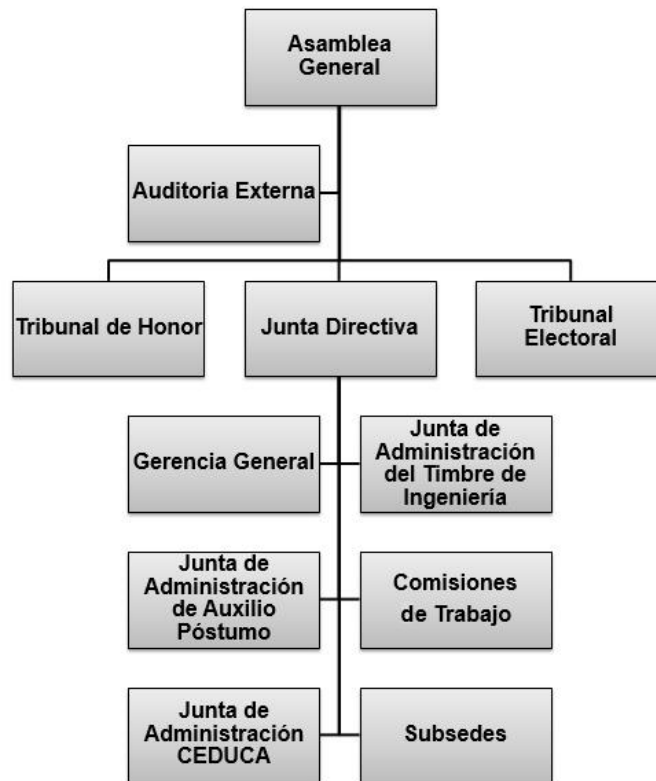 Asamblea
General
Auditoria Externa
Tribunal de Honor
Junta Directiva
Tribunal
Electoral
Gerencia General
Junta de
Administración
del Timbre de
Ingeniería
Junta de
Administración
de Auxilio
Póstumo
Comisiones
de Trabajo
Junta de
Administración
CEDUCA
Subsedes